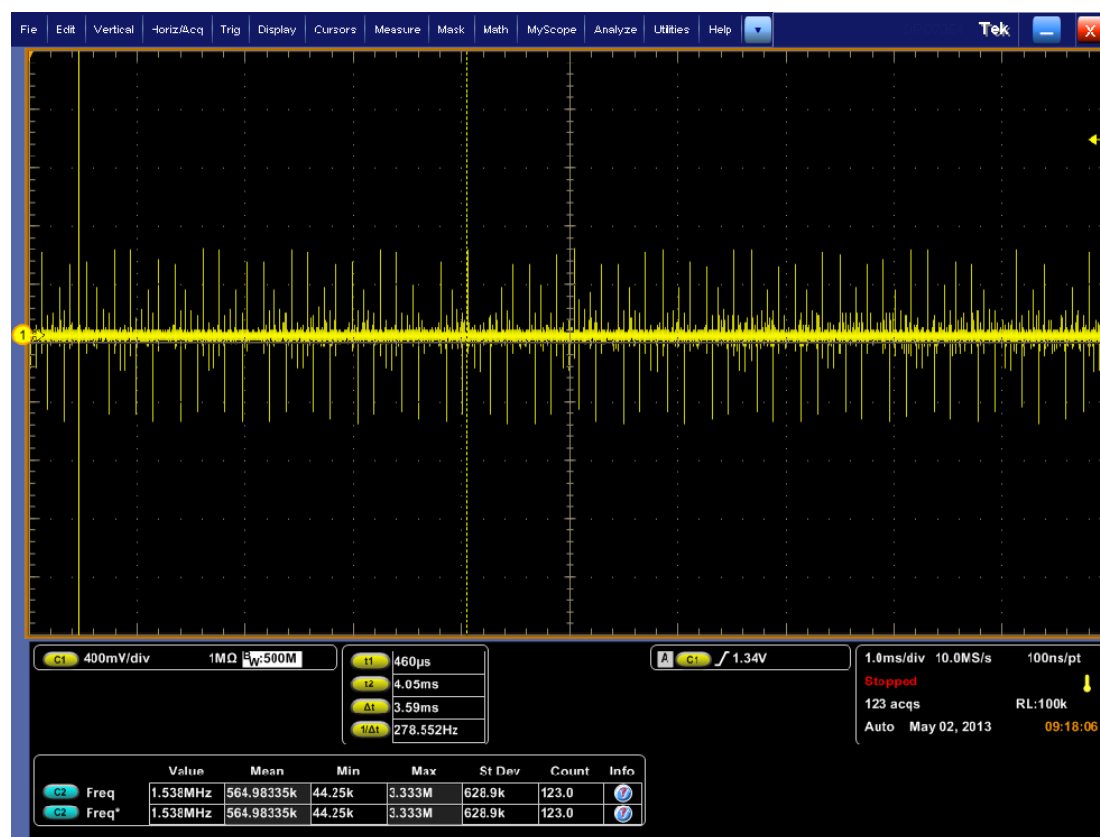 File Edit Vertical Horiz/Acq Trig Display Cursors Measure Mask Math MyScope Analyze Utilities Help Tek X
1
C1 400mV/div 1MΩ BW:500M
t1 460µs
t2 4.05ms
Δt 3.59ms
1/Δt 278.552Hz
A C1 1.34V
1.0ms/div 10.0MS/s 100ns/pt
Stopped
123 acqs RL:100k
Auto May 02, 2013 09:18:06
Value Mean Min Max St Dev Count Info
C2 Freq 1.538MHz 564.98335k 44.25k 3.333M 628.9k 123.0
C2 Freq* 1.538MHz 564.98335k 44.25k 3.333M 628.9k 123.0